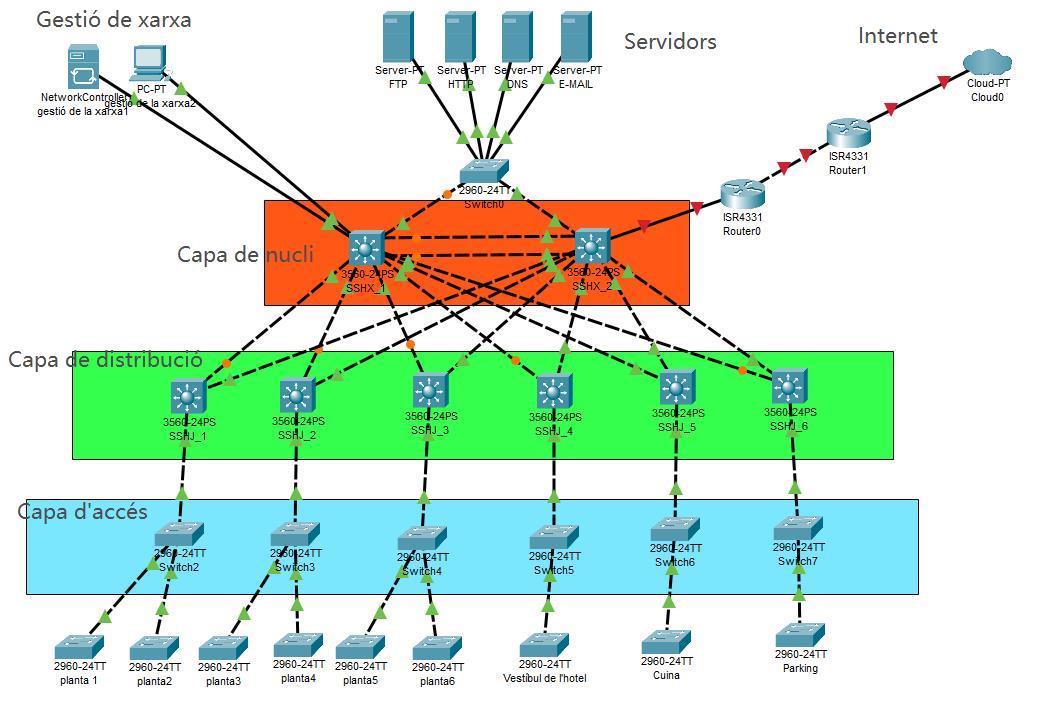 Gestió de xarxa
Servidors
Internet
NetworkController
gestió de la xarxa1
PC-PT
gestió de la xarxa2
Server-PT
FTP
Server-PT
HTTP
Server-PT
DNS
Server-PT
E-MAIL
Cloud-PT
Cloud0
ISR4331
Router1
2960-24TT
Switch0
ISR4331
Router0
Capa de nucli
3560-24PS
SSHX_1
3560-24PS
SSHX_2
Capa de distribució
3560-24PS
SSHJ_1
3560-24PS
SSHJ_2
3560-24PS
SSHJ_3
3560-24PS
SSHJ_4
3560-24PS
SSHJ_5
3560-24PS
SSHJ_6
Capa d'accés
2960-24TT
Switch2
2960-24TT
Switch3
2960-24TT
Switch4
2960-24TT
Switch5
2960-24TT
Switch6
2960-24TT
Switch7
2960-24TT
planta 1
2960-24TT
planta2
2960-24TT
planta3
2960-24TT
planta4
2960-24TT
planta5
2960-24TT
planta6
2960-24TT
Vestíbul de l'hotel
2960-24TT
Cuina
2960-24TT
Parking